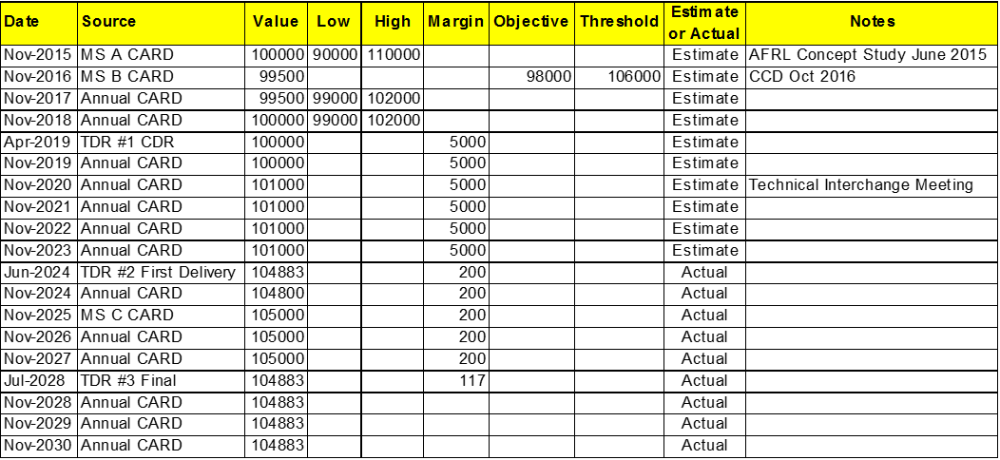 Date Source Value Low High Margin Objective Threshold Estimate or Actual Notes
Nov-2015 MS A CARD 100000 90000 110000 Estimate AFRL Concept Study June 2015
Nov-2016 MS B CARD 99500 98000 106000 Estimate CCD Oct 2016
Nov-2017 Annual CARD 99500 99000 102000 Estimate
Nov-2018 Annual CARD 100000 99000 102000 Estimate
Apr-2019 TDR #1 CDR 100000 5000 Estimate
Nov-2019 Annual CARD 100000 5000 Estimate
Nov-2020 Annual CARD 101000 5000 Estimate Technical Interchange Meeting
Nov-2021 Annual CARD 101000 5000 Estimate
Nov-2022 Annual CARD 101000 5000 Estimate
Nov-2023 Annual CARD 101000 5000 Estimate
Jun-2024 TDR #2 First Delivery 104883 200 Actual
Nov-2024 Annual CARD 104800 200 Actual
Nov-2025 MS C CARD 105000 200 Actual
Nov-2026 Annual CARD 105000 200 Actual
Nov-2027 Annual CARD 105000 200 Actual
Jul-2028 TDR #3 Final 104883 117 Actual
Nov-2028 Annual CARD 104883 Actual
Nov-2029 Annual CARD 104883 Actual
Nov-2030 Annual CARD 104883 Actual